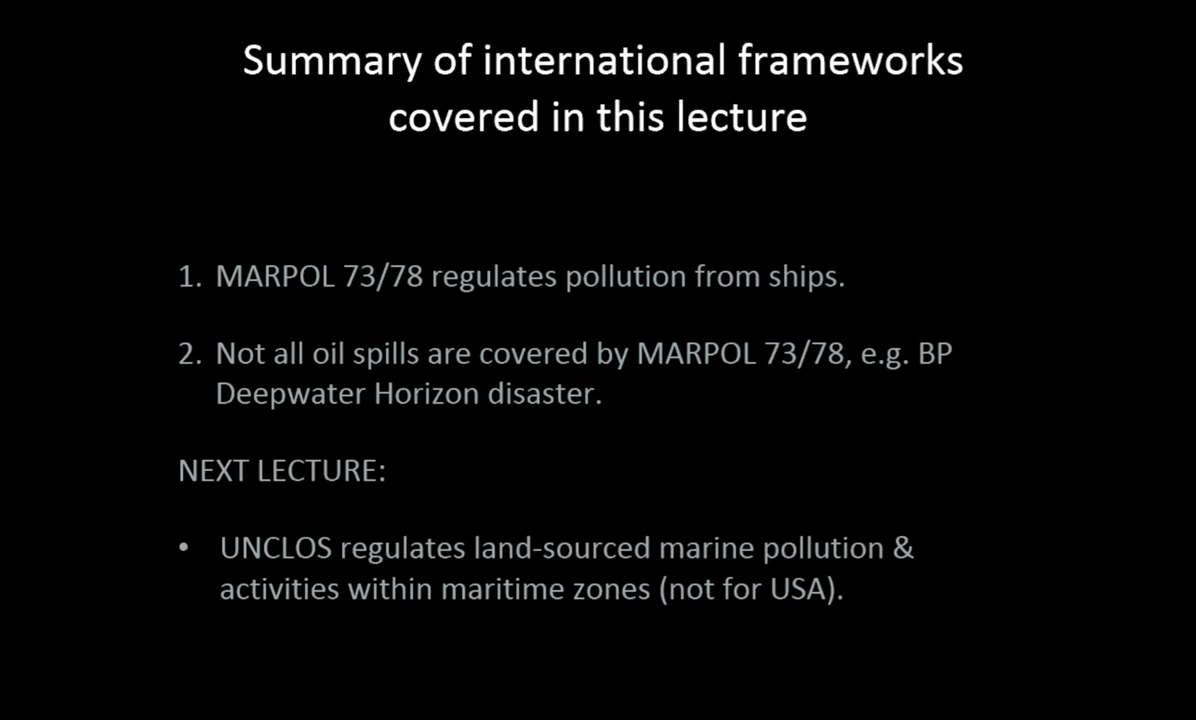 Summary of international frameworks
covered in this lecture
1. MARPOL 73/78 regulates pollution from ships.
2. Not all oil spills are covered by MARPOL 73/78, e.g. BP
Deepwater Horizon disaster.
NEXT LECTURE:
• UNCLOS regulates land-sourced marine pollution &
activities within maritime zones (not for USA).